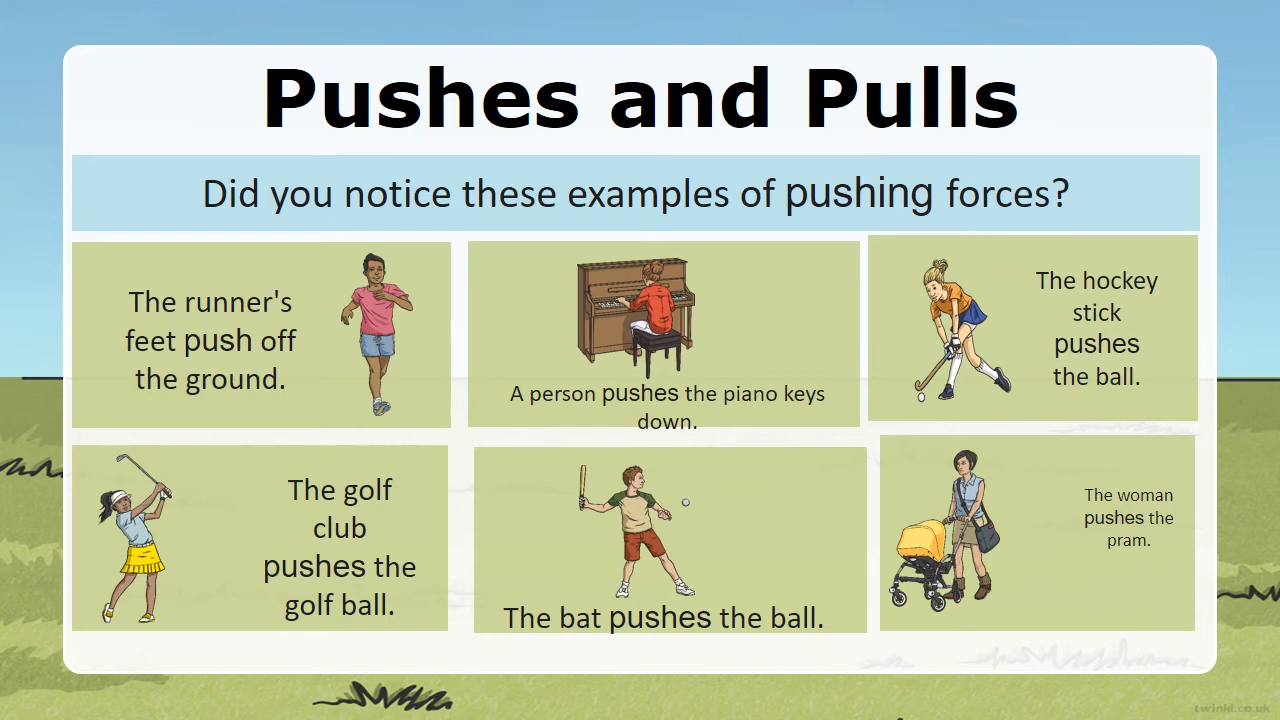 Pushes and Pulls
Did you notice these examples of pushing forces?
The runner's
feet push off
the ground.
A person pushes the piano keys
down.
The hockey
stick
pushes
the ball.
The golf
club
pushes the
golf ball.
The bat pushes the ball.
The woman
pushes the
pram.
twinkl.co.uk